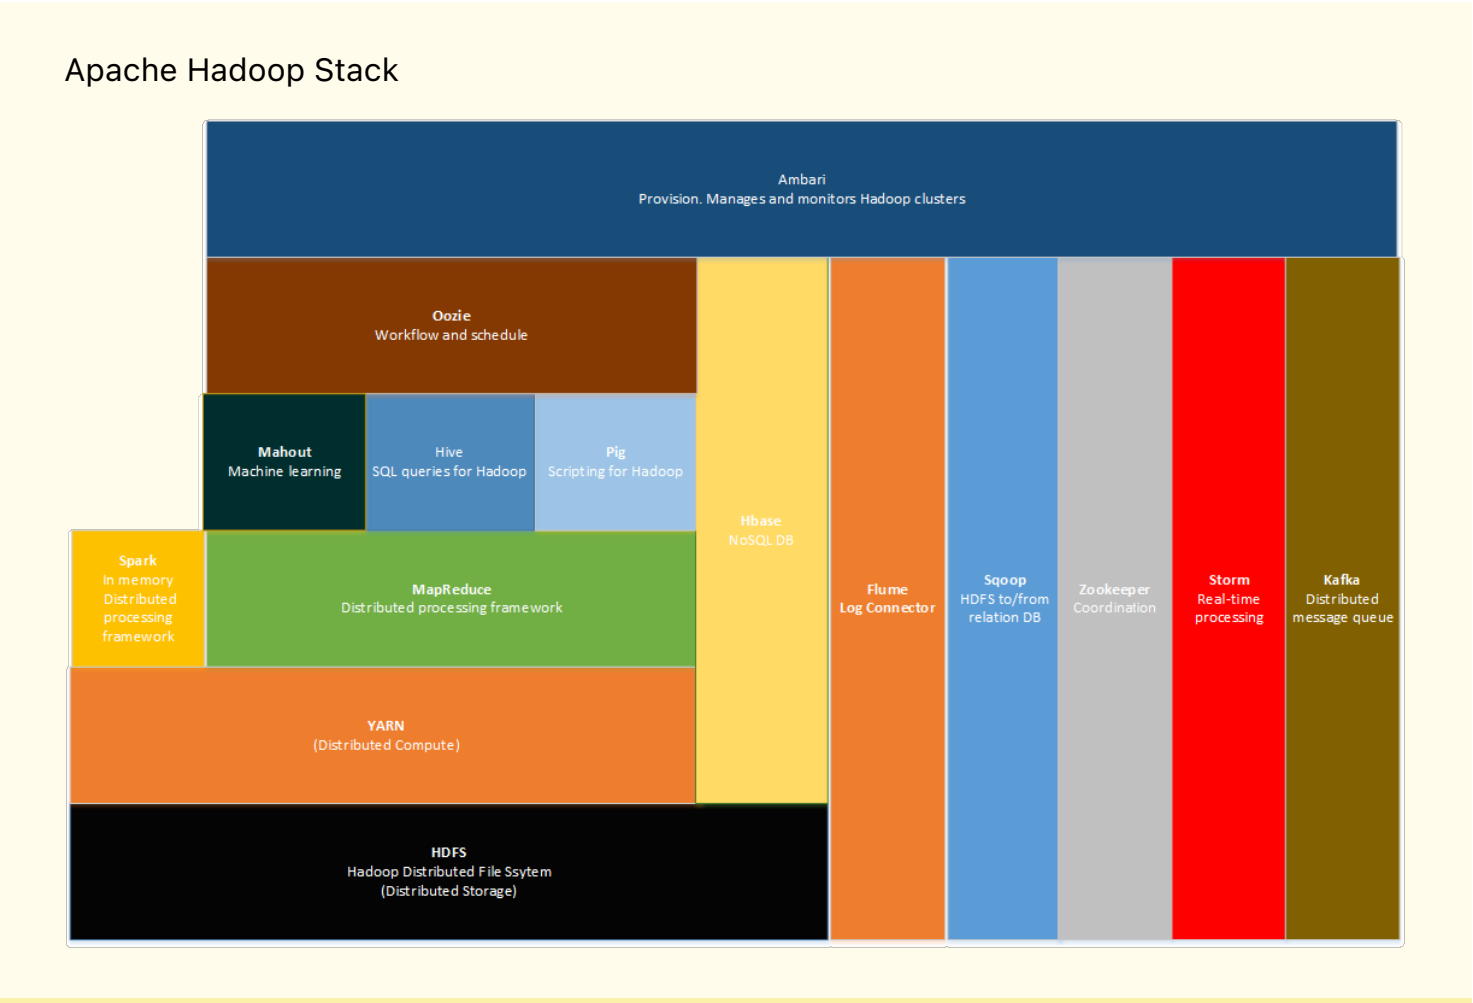 Apache Hadoop Stack
Ambari
Provision. Manages and monitors Hadoop clusters
Oozie
Workflow and schedule
Mahout
Machine learning
Hive
SQL queries for Hadoop
Pig
Scripting for Hadoop
Hbase
NoSQL DB
Spark
In memory
Distributed
processing
framework
MapReduce
Distributed processing framework
Flume
Log Connector
Sqoop
HDFS to/from
relation DB
Zookeeper
Coordination
Storm
Real-time
processing
Kafka
Distributed
message queue
YARN
(Distributed Compute)
HDFS
Hadoop Distributed File Ssytem
(Distributed Storage)